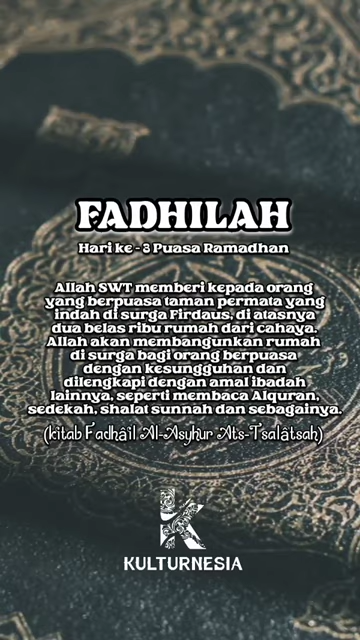 FADHILAH
Hari ke - 3 Puasa Ramadhan
Allah SWT memberi kepada orang
yang berpuasa taman permata yang
indah di surga Firdaus, di atasnya
dua belas ribu rumah dari cahaya.
Allah akan membangunkan rumah
di surga bagi orang berpuasa
dengan kesungguhan dan
dilengkapi dengan amal ibadah
lainnya, seperti membaca Alquran,
sedekah, shalat sunnah dan sebagainya.
(kitab Fadhâil Al-Asyhur Ats-Tsalâtsah)
K
KULTURNESIA